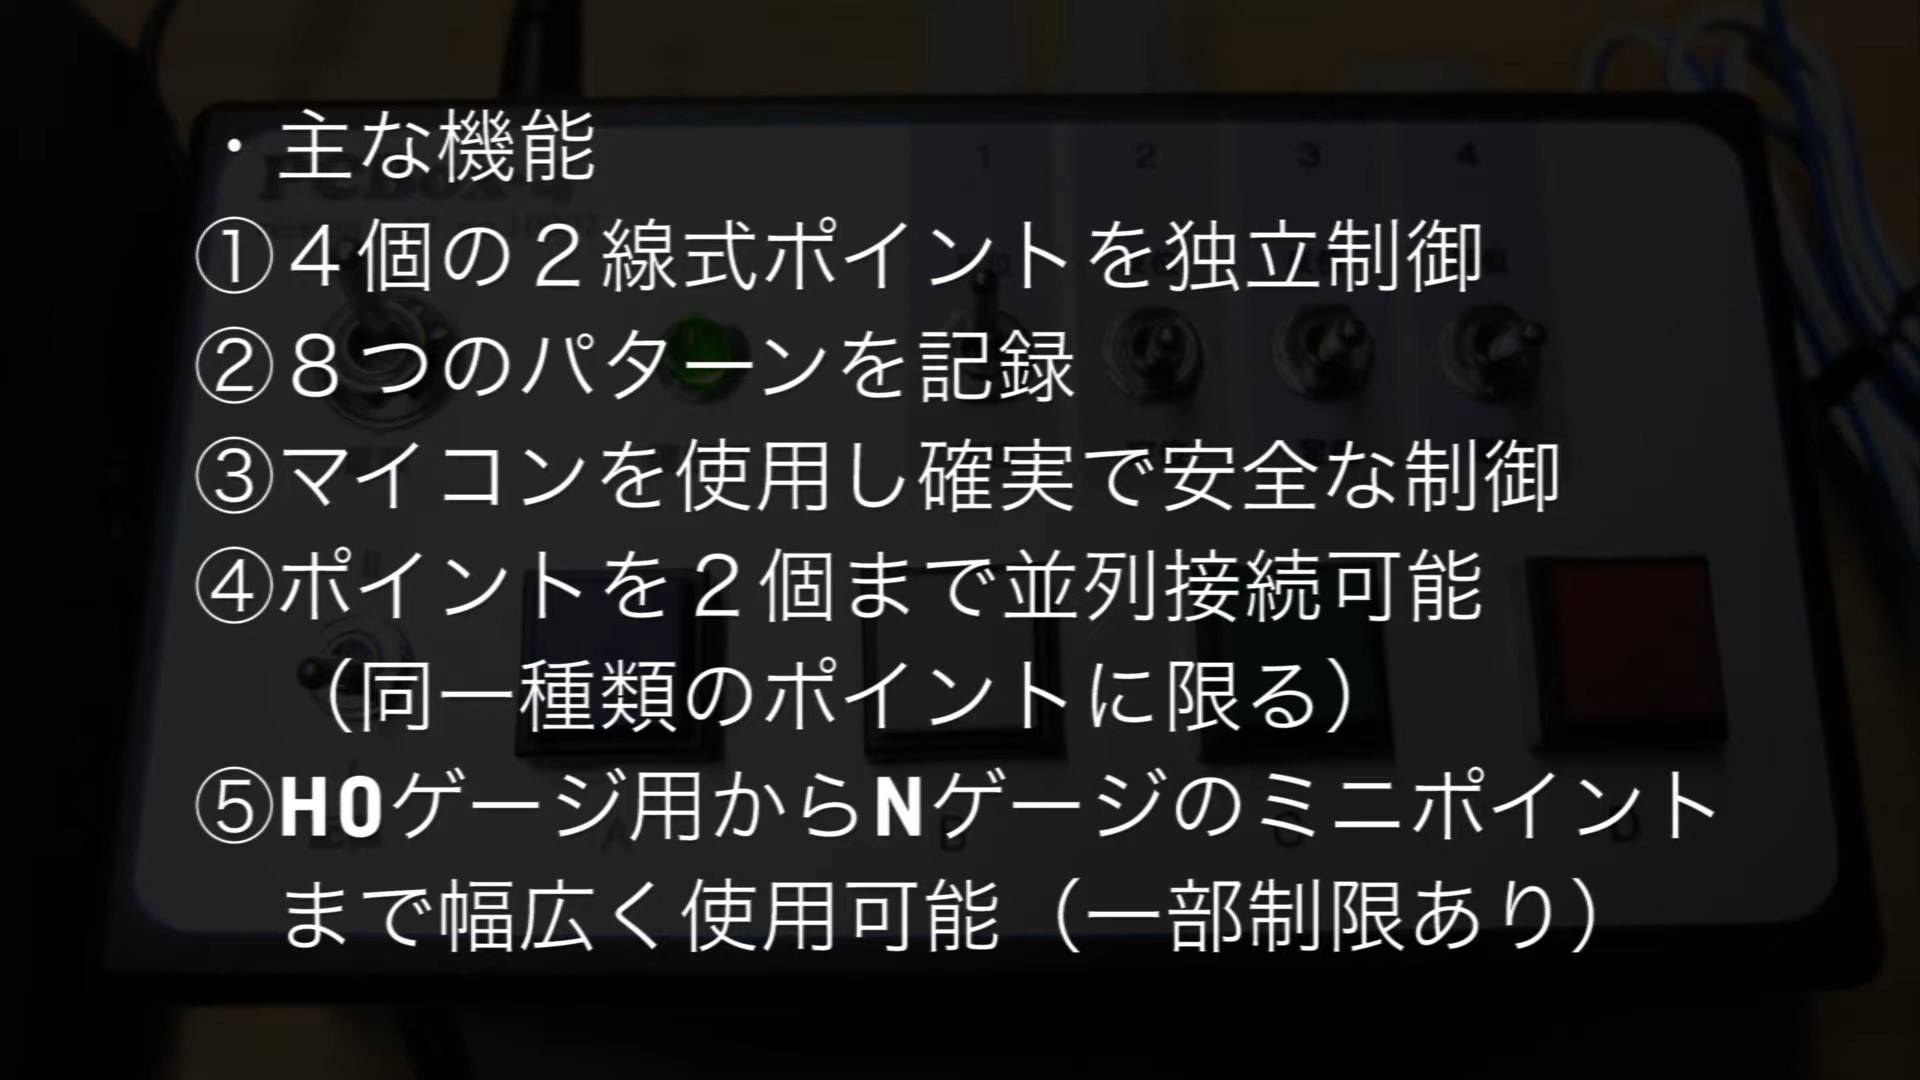 ・主な機能
①４個の２線式ポイントを独立制御
②８つのパターンを記録
③マイコンを使用し確実で安全な制御
④ポイントを２個まで並列接続可能
（同一種類のポイントに限る）
⑤HOゲージ用からNゲージのミニポイント
まで幅広く使用可能（一部制限あり）
1 2 3 4
A B C D